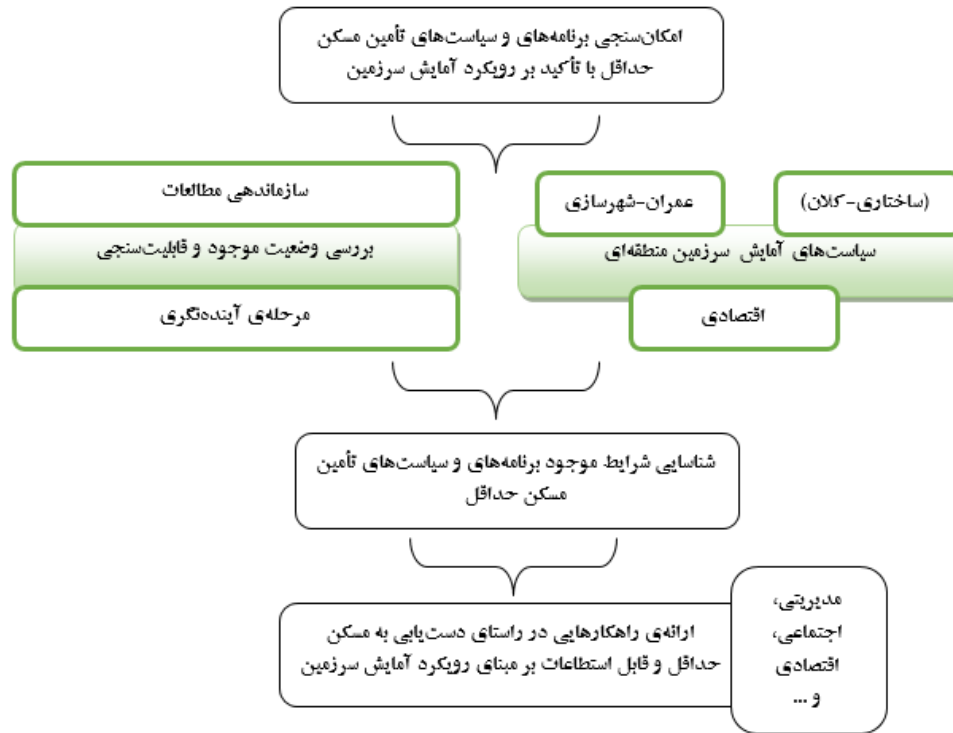 امکان‌سنجی برنامه‌های و سیاست‌های تأمین مسکن
حداقل با تأکید بر رویکرد آمایش سرزمین
(ساختاری-کلان)
عمران-شهرسازی
سیاست‌های آمایش سرزمین منطقه‌ای
اقتصادی
سازماندهی مطالعات
بررسی وضعیت موجود و قابلیت‌سنجی
مرحله‌ی آینده‌نگری
شناسایی شرایط موجود برنامه‌های و سیاست‌های تأمین
مسکن حداقل
ارائه‌ی راهکارهایی در راستای دست‌یابی به مسکن
حداقل و قابل استطاعات بر مبنای رویکرد آمایش سرزمین
مدیریتی،
اجتماعی،
اقتصادی
و ...